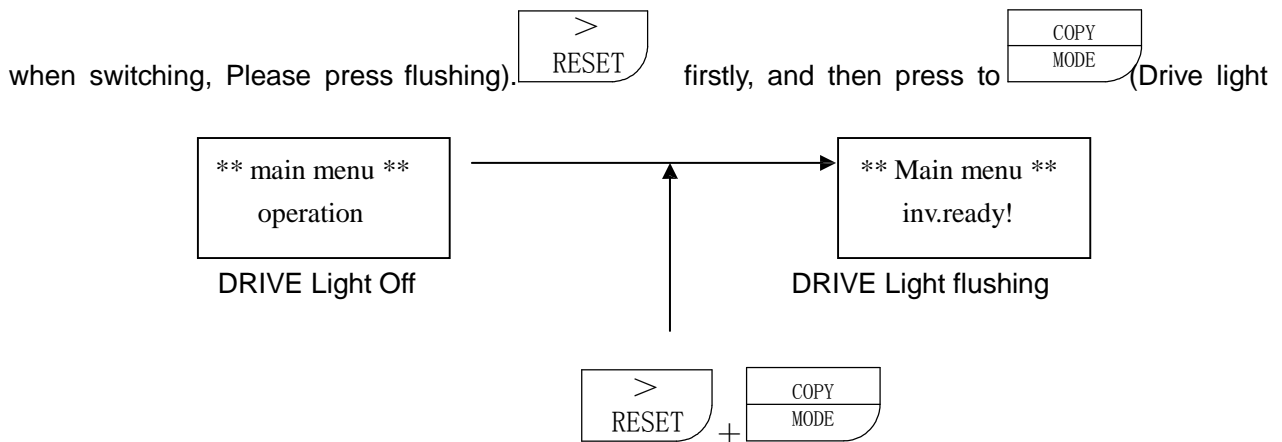 > COPY
when switching, Please press flushing). RESET firstly, and then press to MODE (Drive light
** main menu ** ** Main menu **
operation inv.ready!
DRIVE Light Off DRIVE Light flushing
> COPY
RESET + MODE